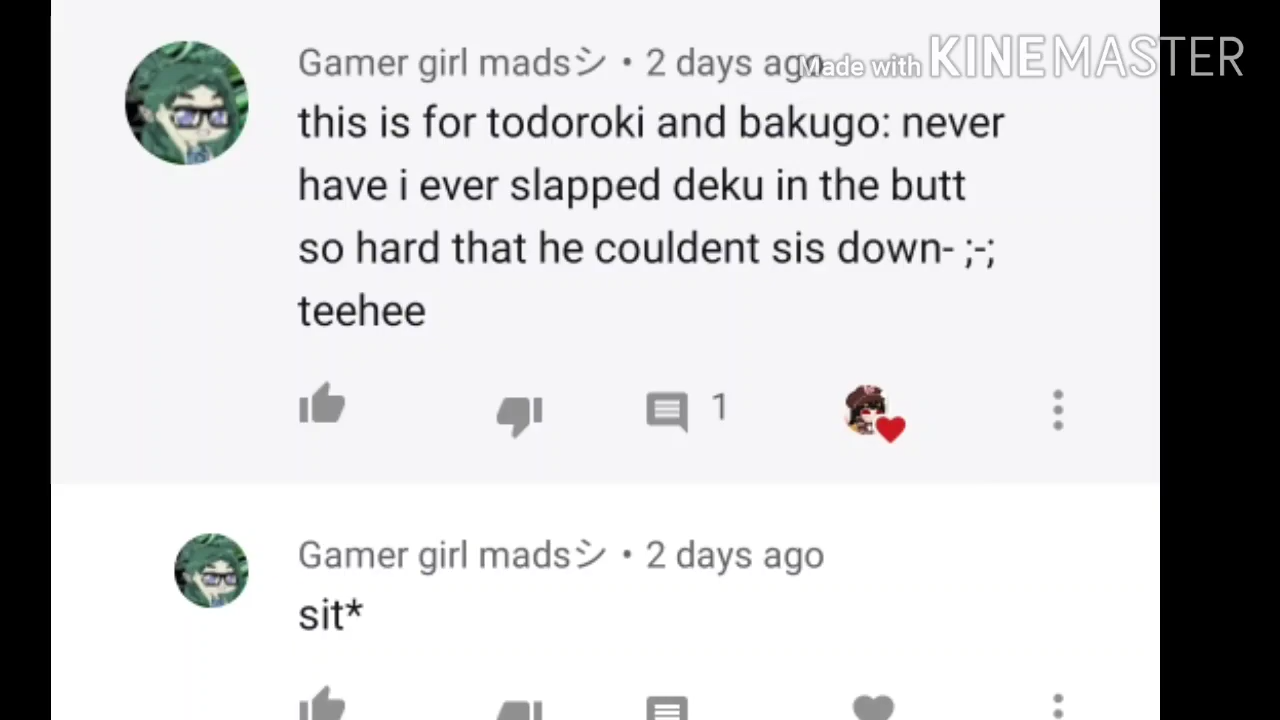 Gamer girl madsシ • 2 days ago
Made with KINEMASTER
this is for todoroki and bakugo: never
have i ever slapped deku in the butt
so hard that he couldent sis down- ;-;
teehee
1
Gamer girl madsシ • 2 days ago
sit*